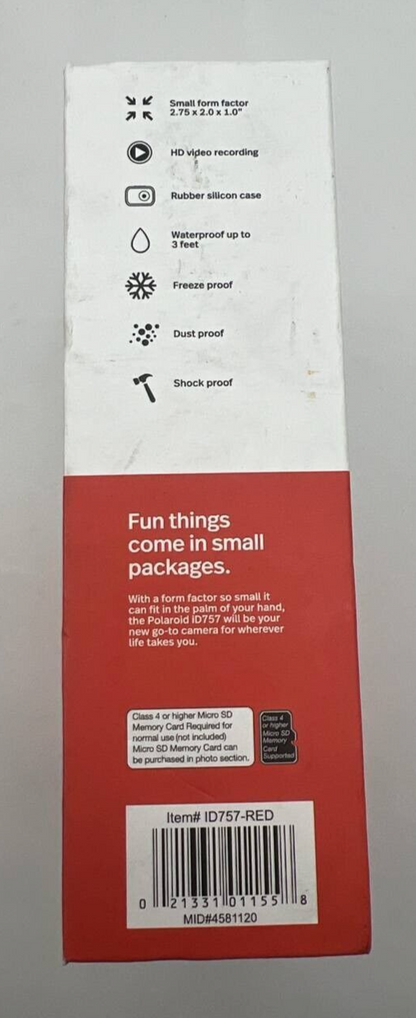 Small form factor
2.75 x 2.0 x 1.0"
HD video recording
Rubber silicon case
Waterproof up to
3 feet
Freeze proof
Dust proof
Shock proof
Fun things
come in small
packages.
With a form factor so small it
can fit in the palm of your hand,
the Polaroid iD757 will be your
new go-to camera for wherever
life takes you.
Class 4 or higher Micro SD
Memory Card Required for
normal use (not included)
Micro SD Memory Card can
be purchased in photo section.
Class 4
or higher
Micro SD
Memory
Card
Supported
Item# ID757-RED
0 21331 01155 8
MID#4581120